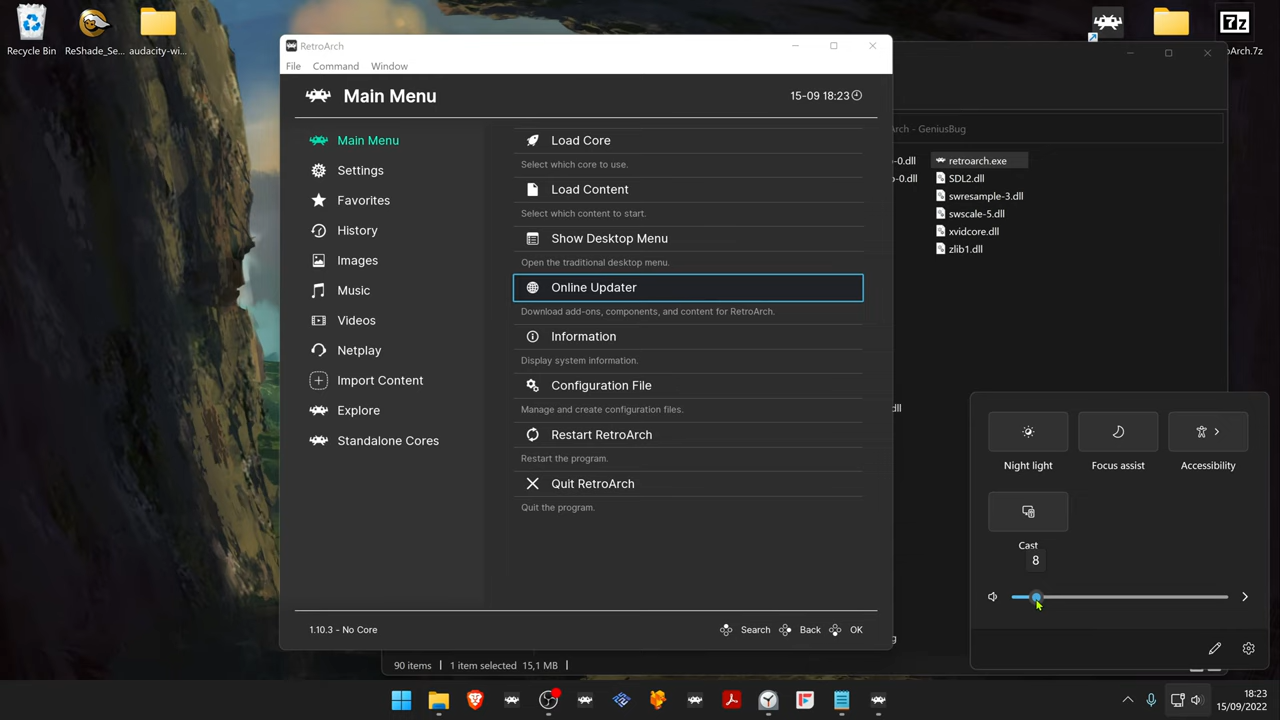 Recycle Bin
ReShade_Se...
audacity-wi...
7z
Arch.7z
RetroArch
File Command Window
Main Menu
15-09 18:23
Main Menu
Settings
Favorites
History
Images
Music
Videos
Netplay
Import Content
Explore
Standalone Cores
Load Core
Select which core to use.
Load Content
Select which content to start.
Show Desktop Menu
Open the traditional desktop menu.
Online Updater
Download add-ons, components, and content for RetroArch.
Information
Display system information.
Configuration File
Manage and create configuration files.
Restart RetroArch
Restart the program.
Quit RetroArch
Quit the program.
1.10.3 - No Core
Search Back OK
Arch - GeniusBug
-0.dll
-0.dll
retroarch.exe
SDL2.dll
swresample-3.dll
swscale-5.dll
xvidcore.dll
zlib1.dll
dll
g
90 items 1 item selected 15,1 MB
Night light
Focus assist
Accessibility
Cast
8
18:23
15/09/2022